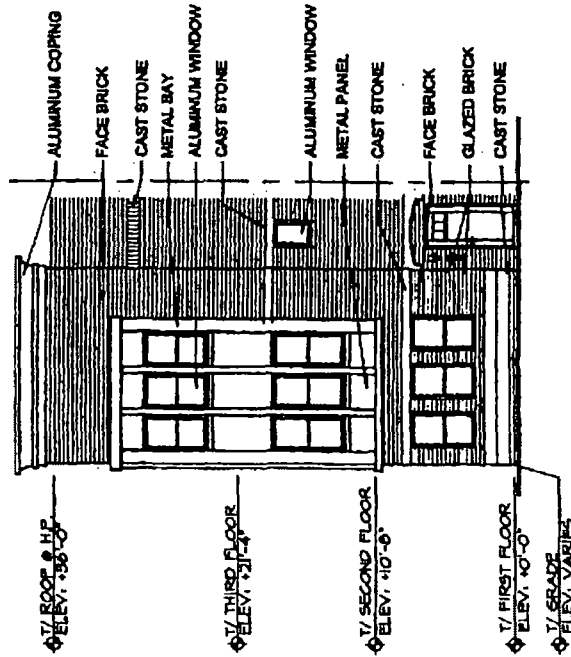 ALUMINUM COPING
FACE BRICK
CAST STONE
METAL BAY
ALUMINUM WINDOW
CAST STONE
ALUMINUM WINDOW
METAL PANEL
CAST STONE
FACE BRICK
GLAZED BRICK
CAST STONE
T/ ROOF @ H.P.
ELEV:
T/ THIRD FLOOR
ELEV: +21'-4"
T/ SECOND FLOOR
ELEV: +10'-8"
T/ FIRST FLOOR
ELEV: +0'-0"
T/ GRADE
ELEV: VARIES